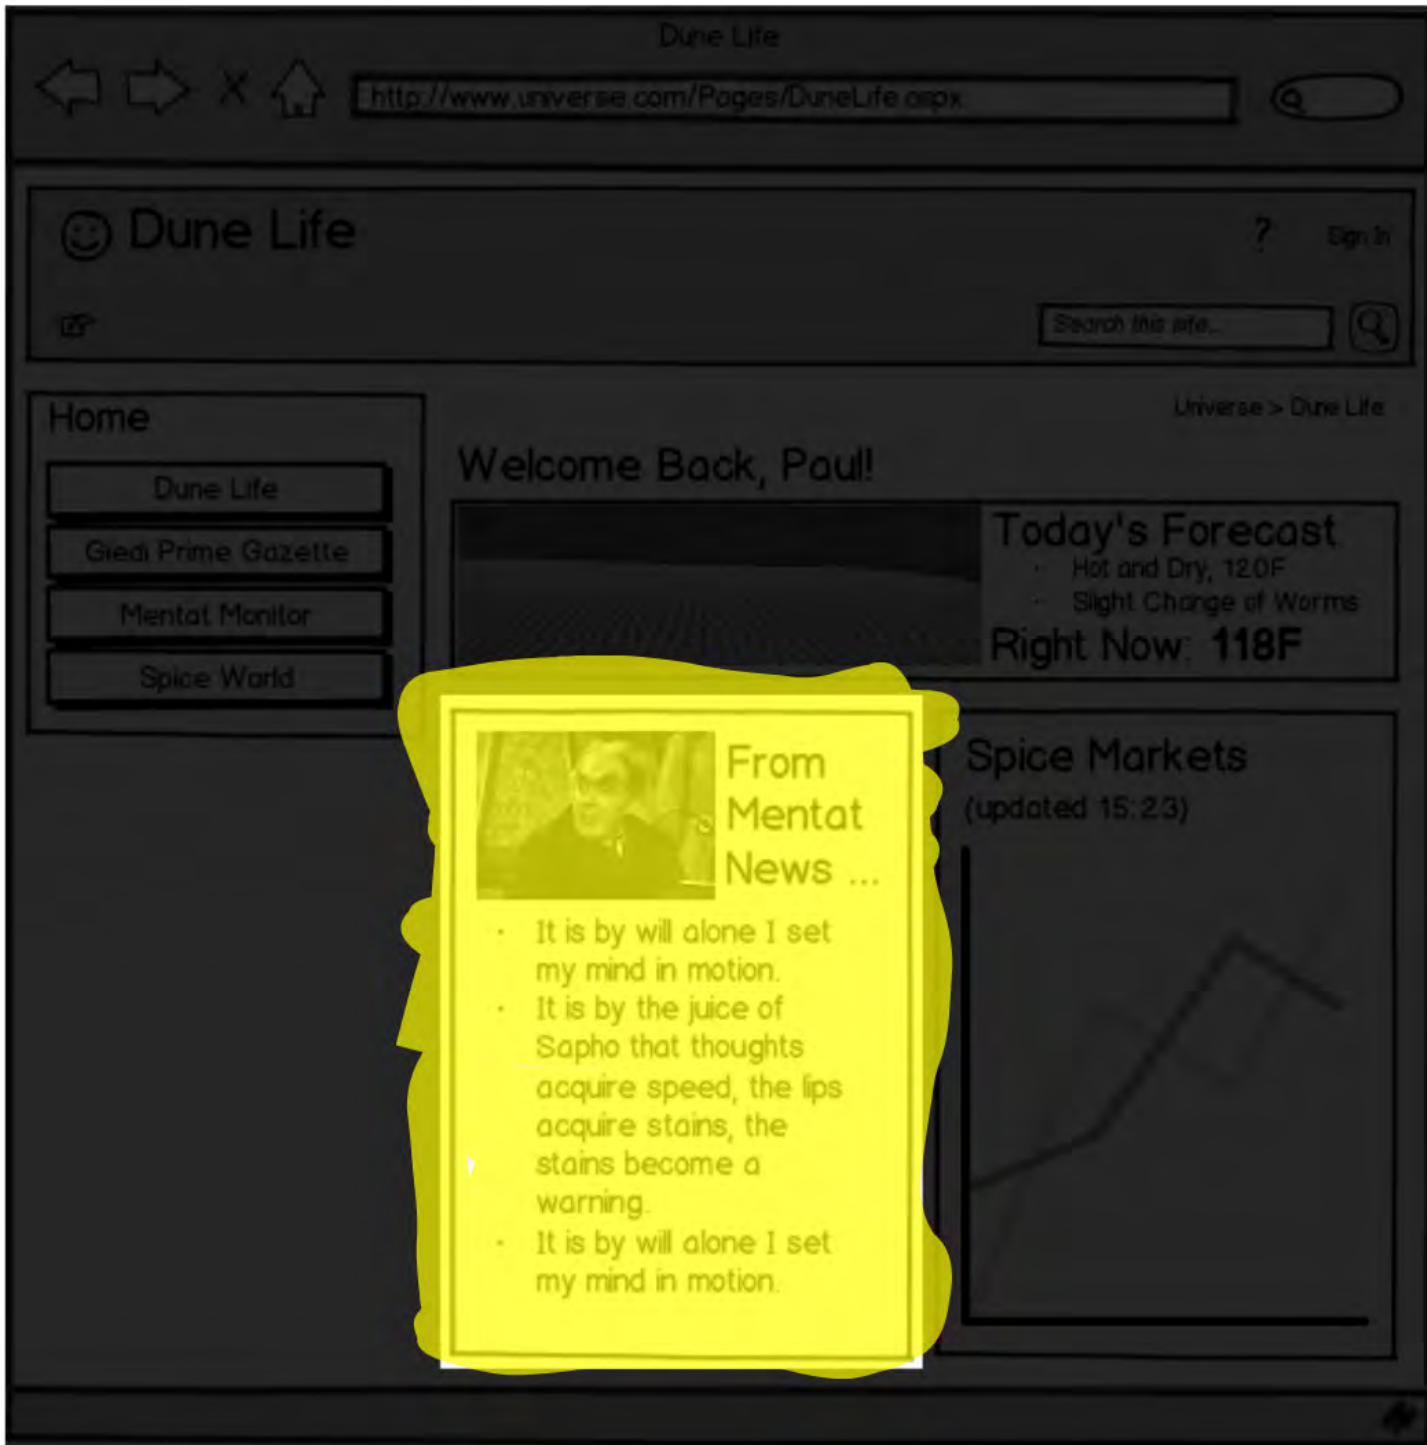 Dune Life
http://www.universe.com/Pages/DuneLife.aspx
Dune Life
? Sign In
Search this site...
Home
Universe > Dune Life
Dune Life
Giedi Prime Gazette
Mentat Monitor
Spice World
Welcome Back, Paul!
Today's Forecast
· Hot and Dry, 120F
· Slight Change of Worms
Right Now: 118F
From
Mentat
News ...
· It is by will alone I set
my mind in motion.
· It is by the juice of
Sapho that thoughts
acquire speed, the lips
acquire stains, the
stains become a
warning.
· It is by will alone I set
my mind in motion.
Spice Markets
(updated 15:23)